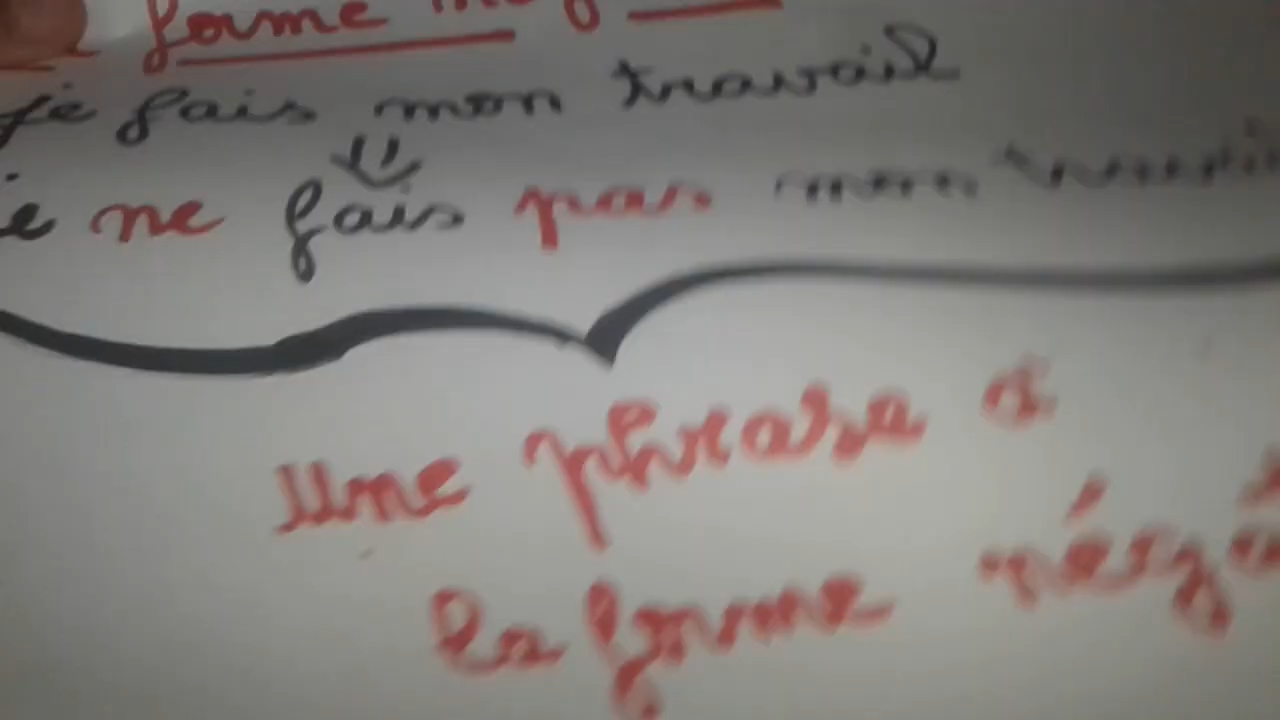 forme
je fais mon travail
ne fais pas mon
Une phrase à
la forme